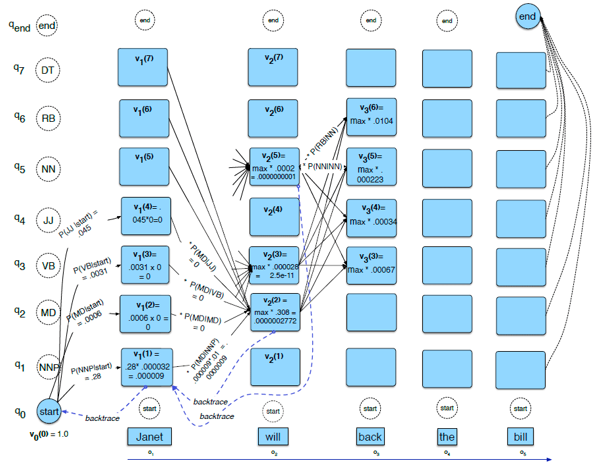 q end
end
end
end
end
end
end
q7
DT
v1(7)
v2(7)
q6
RB
v1(6)
v2(6)
v3(6)=
max * .0104
* P(RB|NN)
q5
NN
v1(5)
v2(5)=
max * .0002
= .0000000001
* P(NN|NN)
v3(5)=
max * .
000223
q4
JJ
P(JJ |start) =
.045
v1(4)= .
045*0=0
* P(MD|JJ)
= 0
v2(4)
v3(4)=
max * .00034
q3
VB
P(VB|start)
= .0031
v1(3)=
.0031 x 0
= 0
* P(MD|VB)
= 0
v2(3)=
max * .000028
= 2.5e-11
v3(3)=
max * .00067
q2
MD
P(MD|start)
= .0006
v1(2)=
.0006 x 0 =
0
* P(MD|MD)
= 0
v2(2) =
max * .308 =
.0000002772
q1
NNP
P(NNP|start)
= .28
v1(1) =
.28* .000032
= .000009
* P(MD|NNP)
.000009*.01 = .
0000009
v2(1)
backtrace
backtrace
backtrace
q0
start
start
start
start
start
start
v0(0) = 1.0
Janet
will
back
the
bill
o1
o2
o3
o4
o5